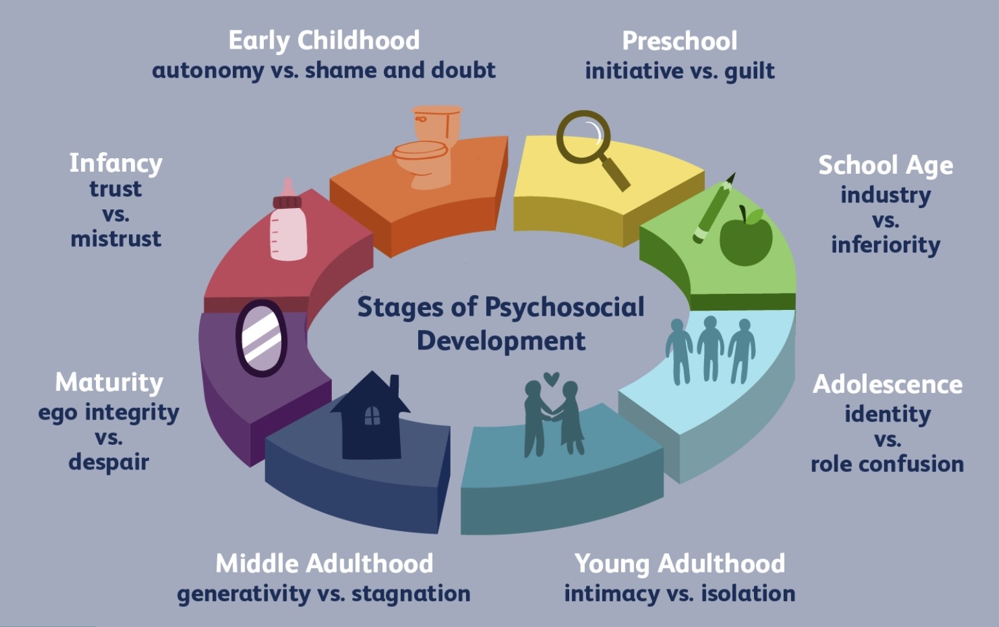 Early Childhood
autonomy vs. shame and doubt
Preschool
initiative vs. guilt
Infancy
trust
vs.
mistrust
School Age
industry
vs.
inferiority
Stages of Psychosocial
Development
Maturity
ego integrity
vs.
despair
Adolescence
identity
vs.
role confusion
Middle Adulthood
generativity vs. stagnation
Young Adulthood
intimacy vs. isolation